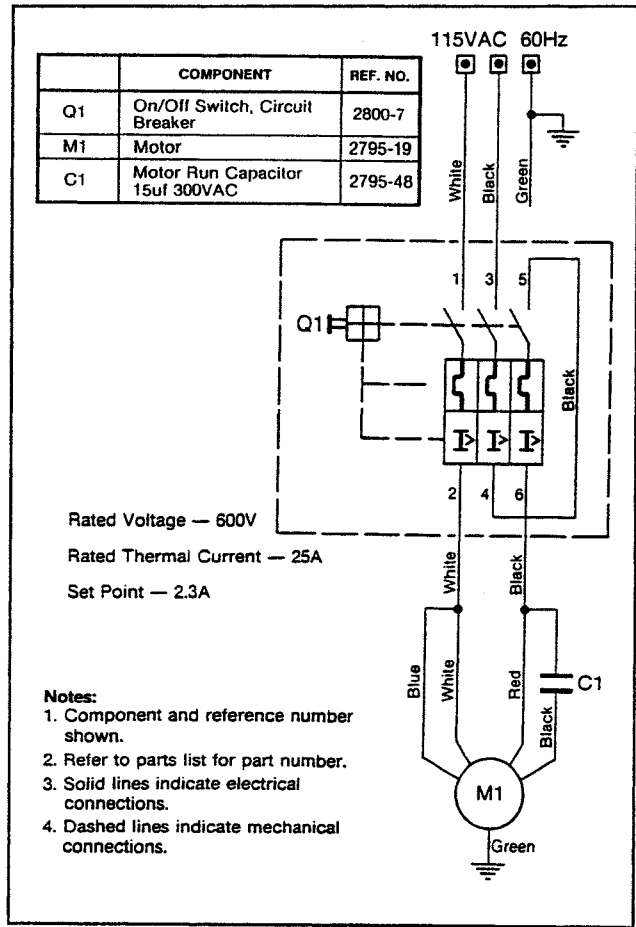 115VAC 60Hz
COMPONENT REF. NO.
Q1 On/Off Switch, Circuit Breaker 2800-7
M1 Motor 2795-19
C1 Motor Run Capacitor 15uf 300VAC 2795-48
White
Black
Green
1 3 5
Q1
Black
I> I> I>
2 4 6
Rated Voltage — 600V
Rated Thermal Current — 25A
Set Point — 2.3A
White
Black
Blue
White
Red
Black
C1
M1
Green
Notes:
1. Component and reference number
shown.
2. Refer to parts list for part number.
3. Solid lines indicate electrical
connections.
4. Dashed lines indicate mechanical
connections.